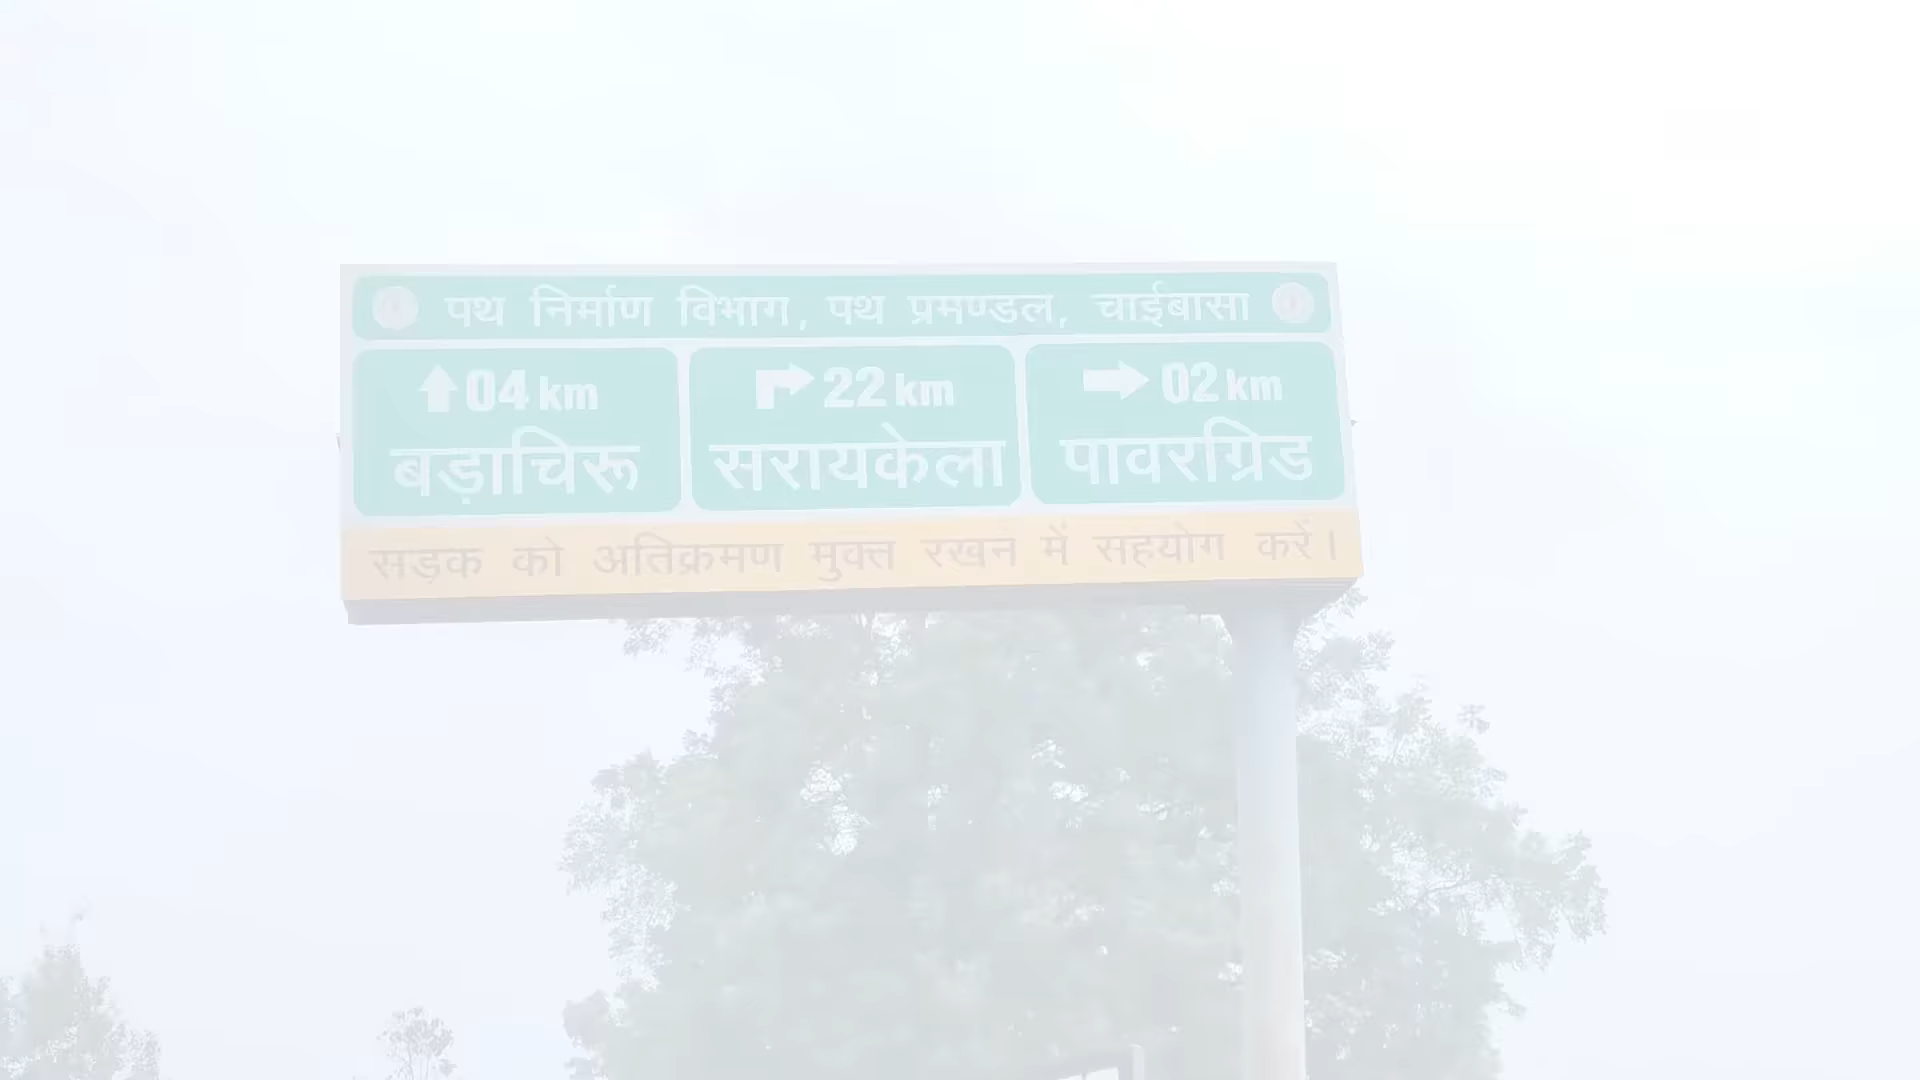 पथ निर्माण विभाग, पथ प्रमण्डल, चाईबासा
04 km
बड़ाचिरू
22 km
सरायकेला
02 km
पावरग्रिड
सड़क को अतिक्रमण मुक्त रखने में सहयोग करें।